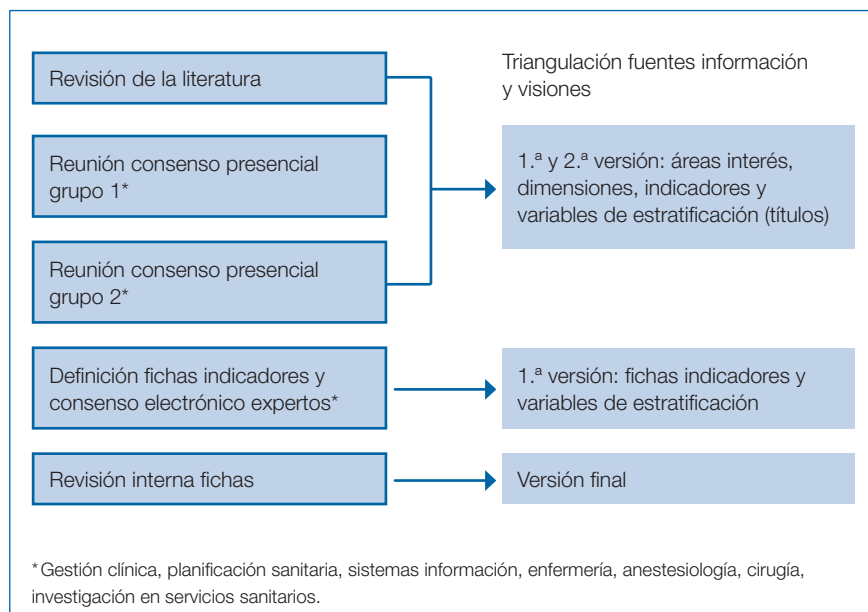 Revisión de la literatura
Triangulación fuentes información
y visiones
Reunión consenso presencial
grupo 1*
1.ª y 2.ª versión: áreas interés,
dimensiones, indicadores y
variables de estratificación (títulos)
Reunión consenso presencial
grupo 2*
Definición fichas indicadores y
consenso electrónico expertos*
1.ª versión: fichas indicadores y
variables de estratificación
Revisión interna fichas
Versión final
*Gestión clínica, planificación sanitaria, sistemas información, enfermería, anestesiología, cirugía,
investigación en servicios sanitarios.